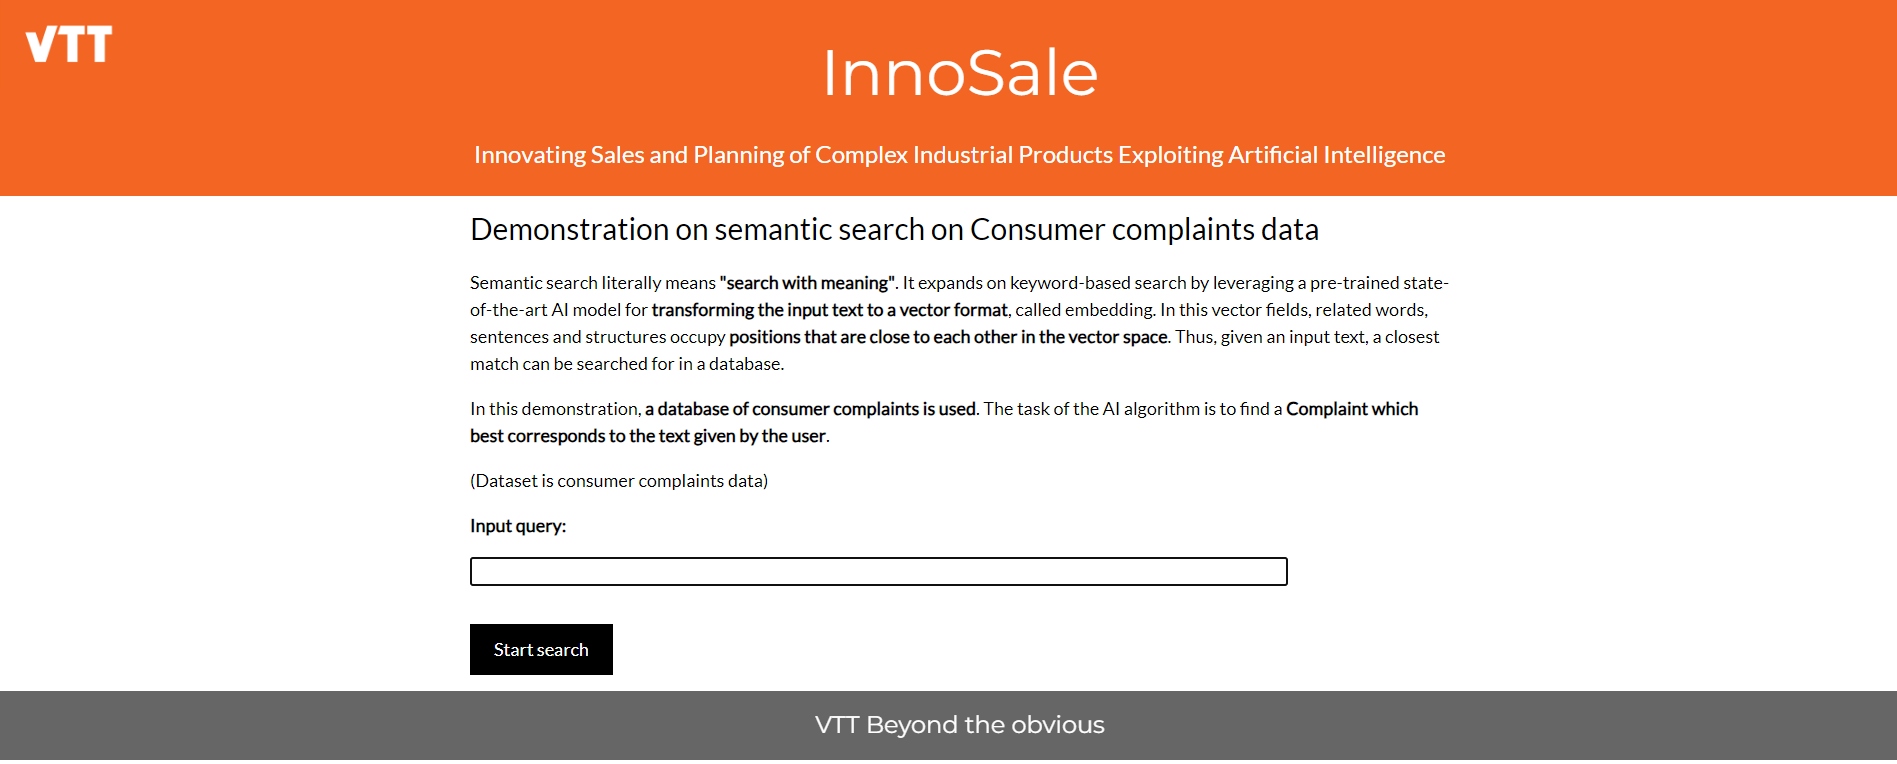 VTT
InnoSale
Innovating Sales and Planning of Complex Industrial Products Exploiting Artificial Intelligence
Demonstration on semantic search on Consumer complaints data
Semantic search literally means "search with meaning". It expands on keyword-based search by leveraging a pre-trained state-
of-the-art AI model for transforming the input text to a vector format, called embedding. In this vector fields, related words,
sentences and structures occupy positions that are close to each other in the vector space. Thus, given an input text, a closest
match can be searched for in a database.
In this demonstration, a database of consumer complaints is used. The task of the AI algorithm is to find a Complaint which
best corresponds to the text given by the user.
(Dataset is consumer complaints data)
Input query:
Start search
VTT Beyond the obvious